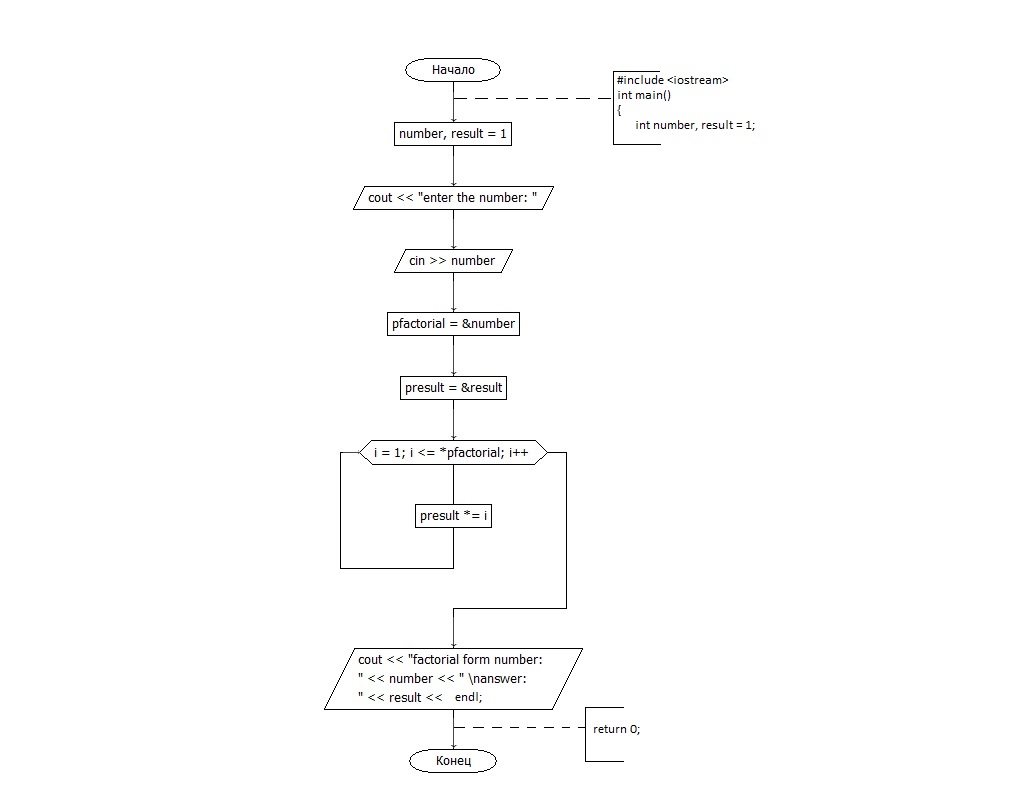 Начало
#include <iostream>
int main()
{
int number, result = 1;
number, result = 1
cout << "enter the number: "
cin >> number
pfactorial = &number
presult = &result
i = 1; i <= *pfactorial; i++
presult *= i
cout << "factorial form number:
" << number << " \nanswer:
" << result << endl;
return 0;
Конец